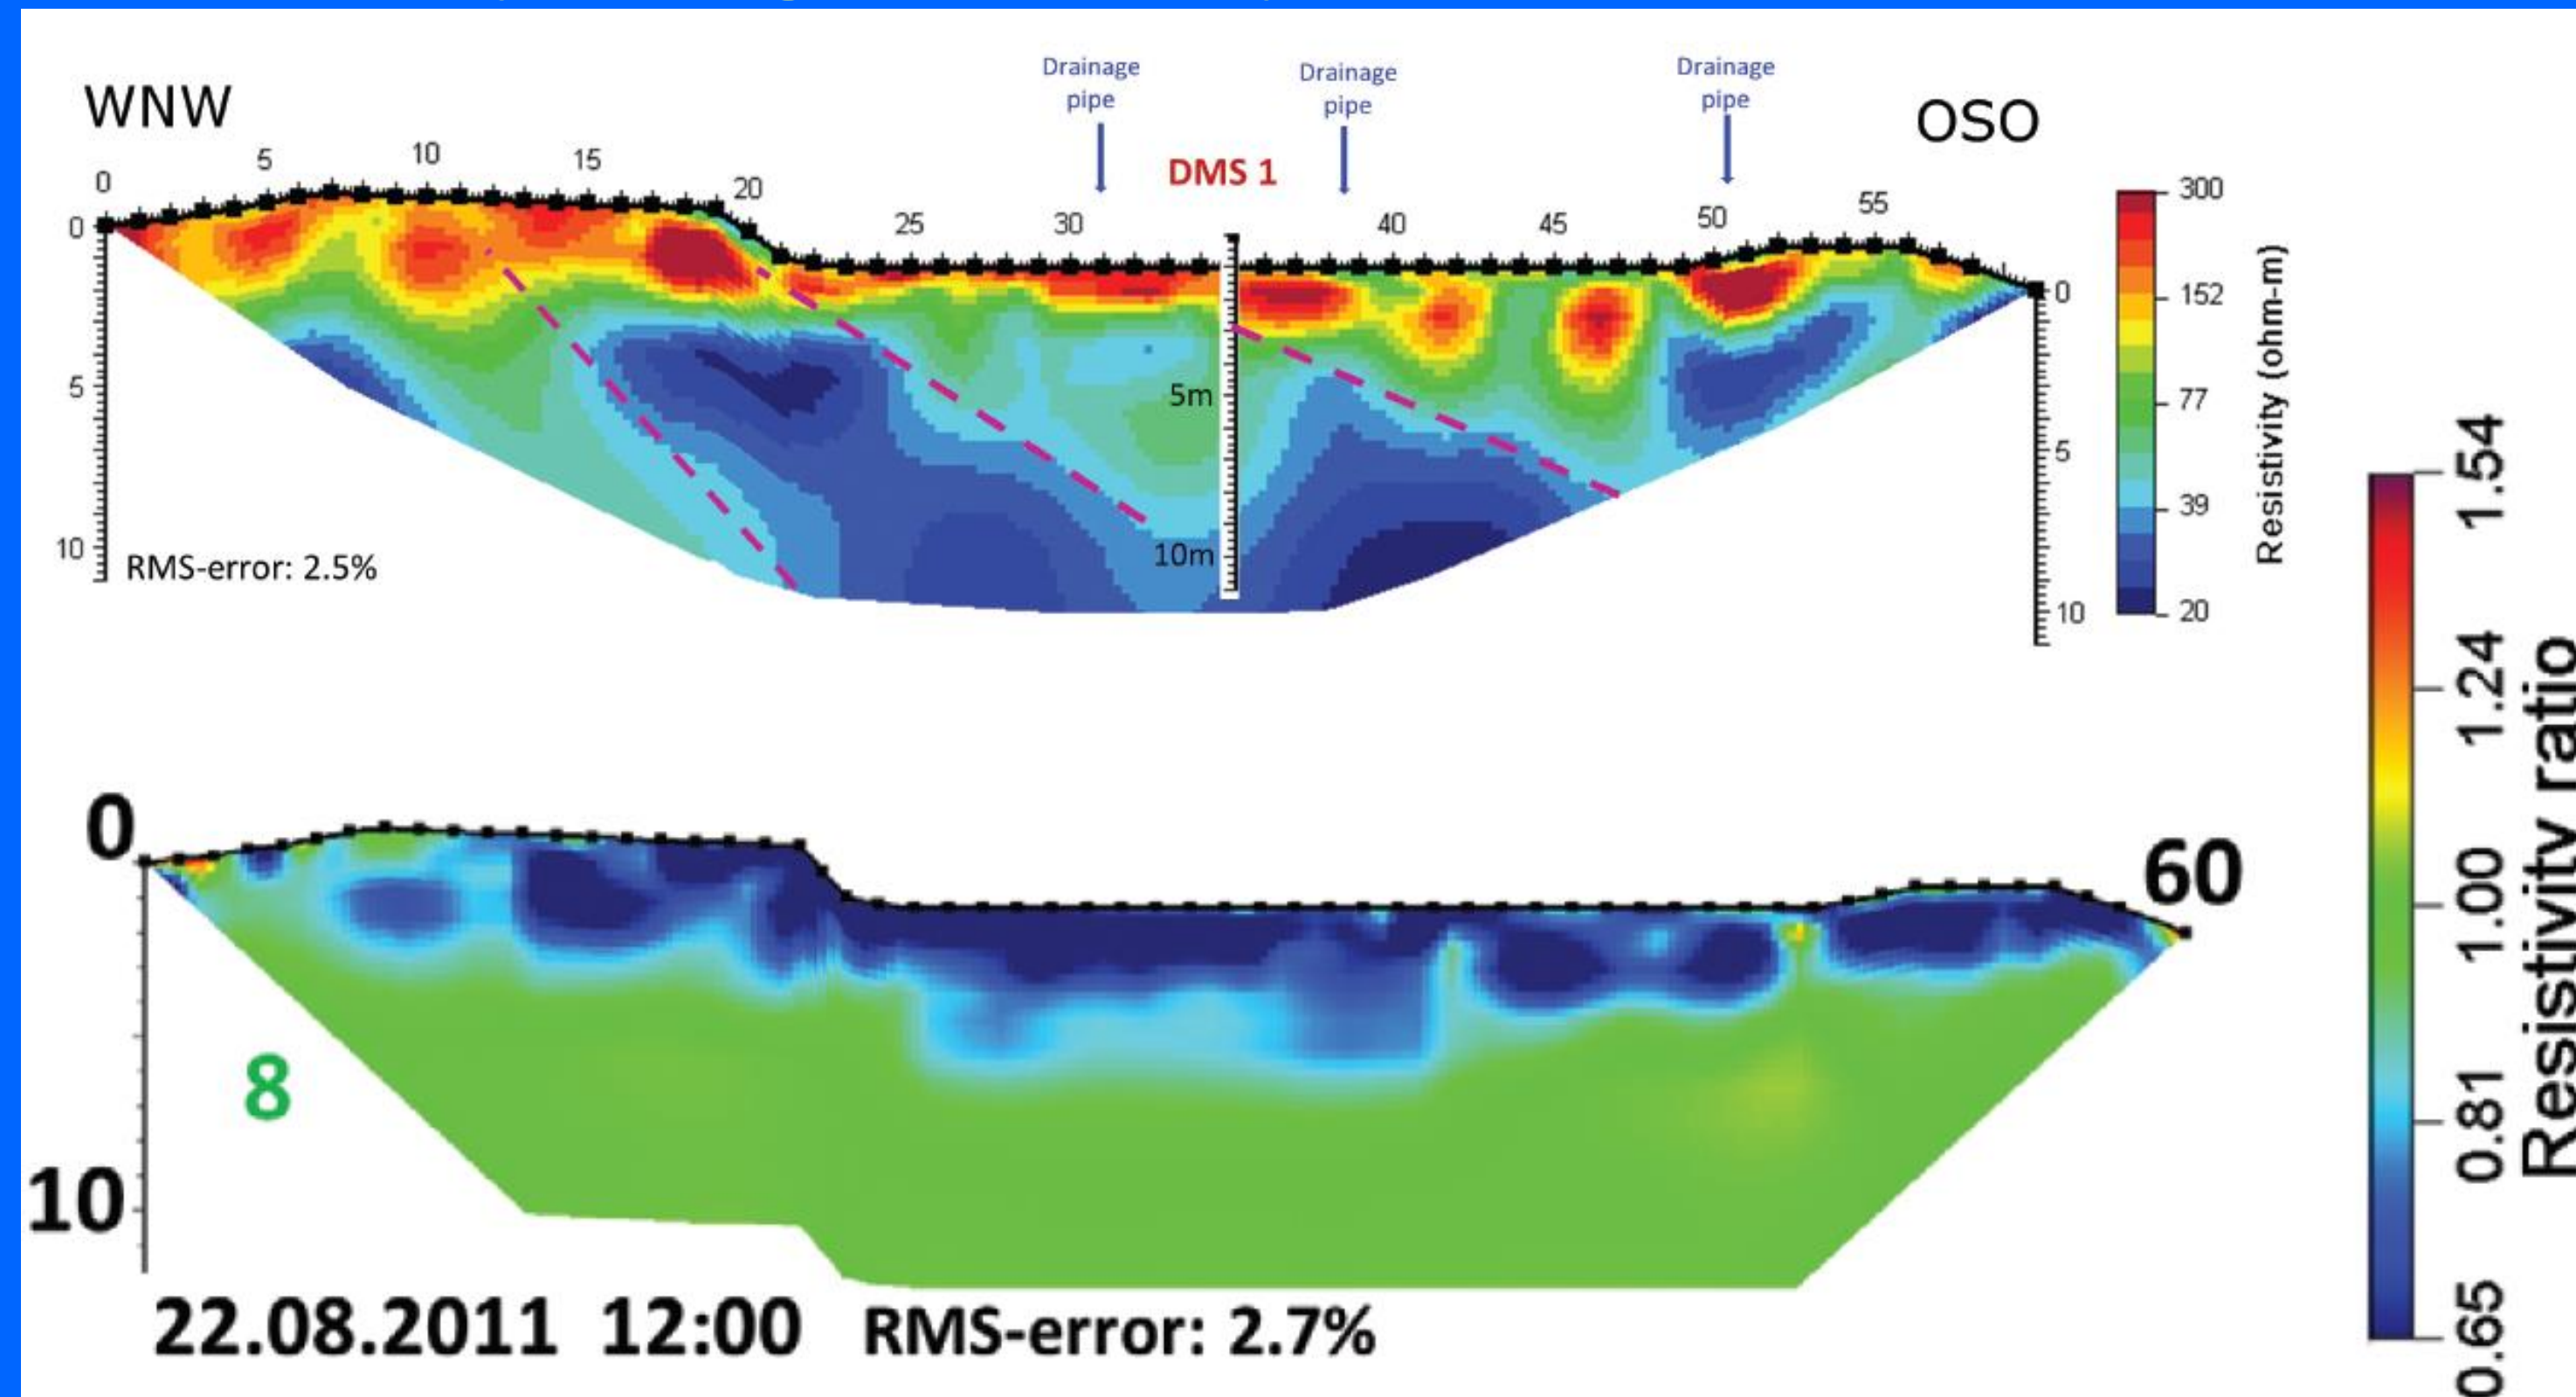 WNW
Drainage
pipe
Drainage
pipe
Drainage
pipe
DMS 1
OSO
0
5
10
15
20
25
30
40
45
50
55
0
5
10
5m
10m
0
5
10
RMS-error: 2.5%
300
152
77
39
20
Resistivity (ohm-m)
0
10
60
8
22.08.2011 12:00 RMS-error: 2.7%
1.54
1.24
1.00
0.81
0.65
Resistivity ratio